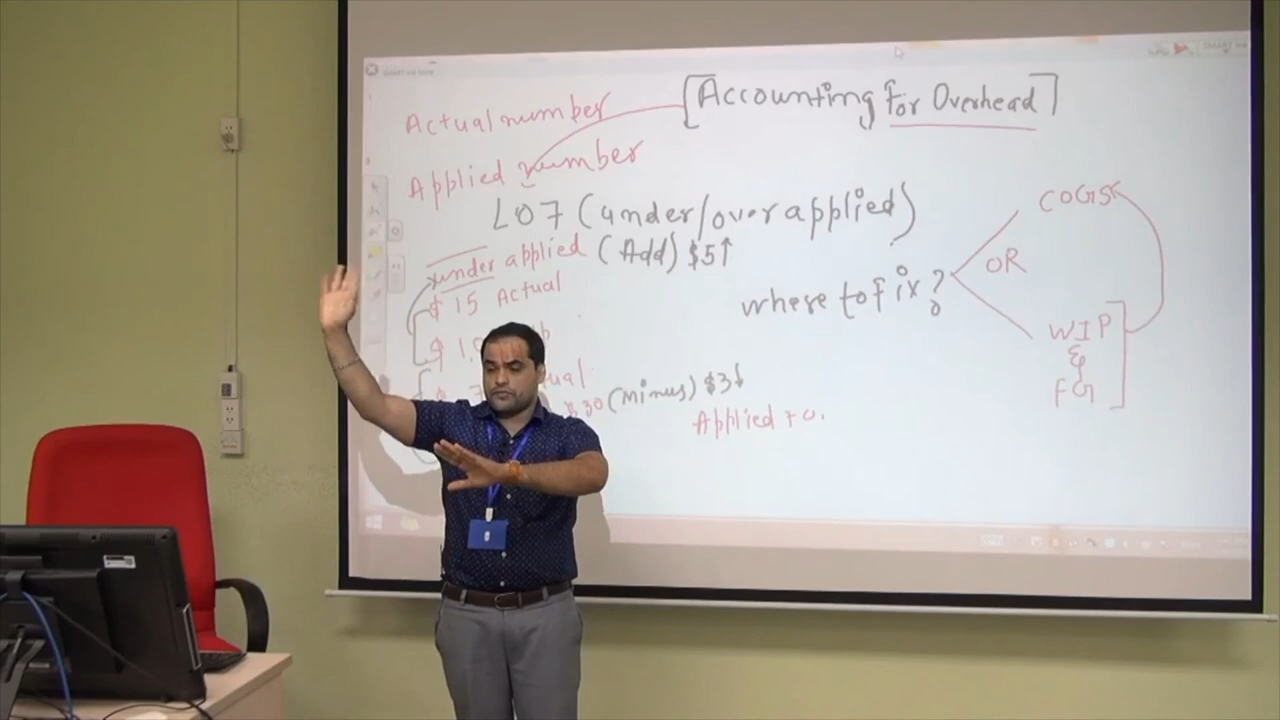 [Accounting For Overhead]
Actual number
Applied number
LO7 (under/over applied)
under applied (Add) $5↑
$ 15 Actual
$30 (minus) $3↓
Applied
where to fix?
COGS
OR
WIP
&
FG